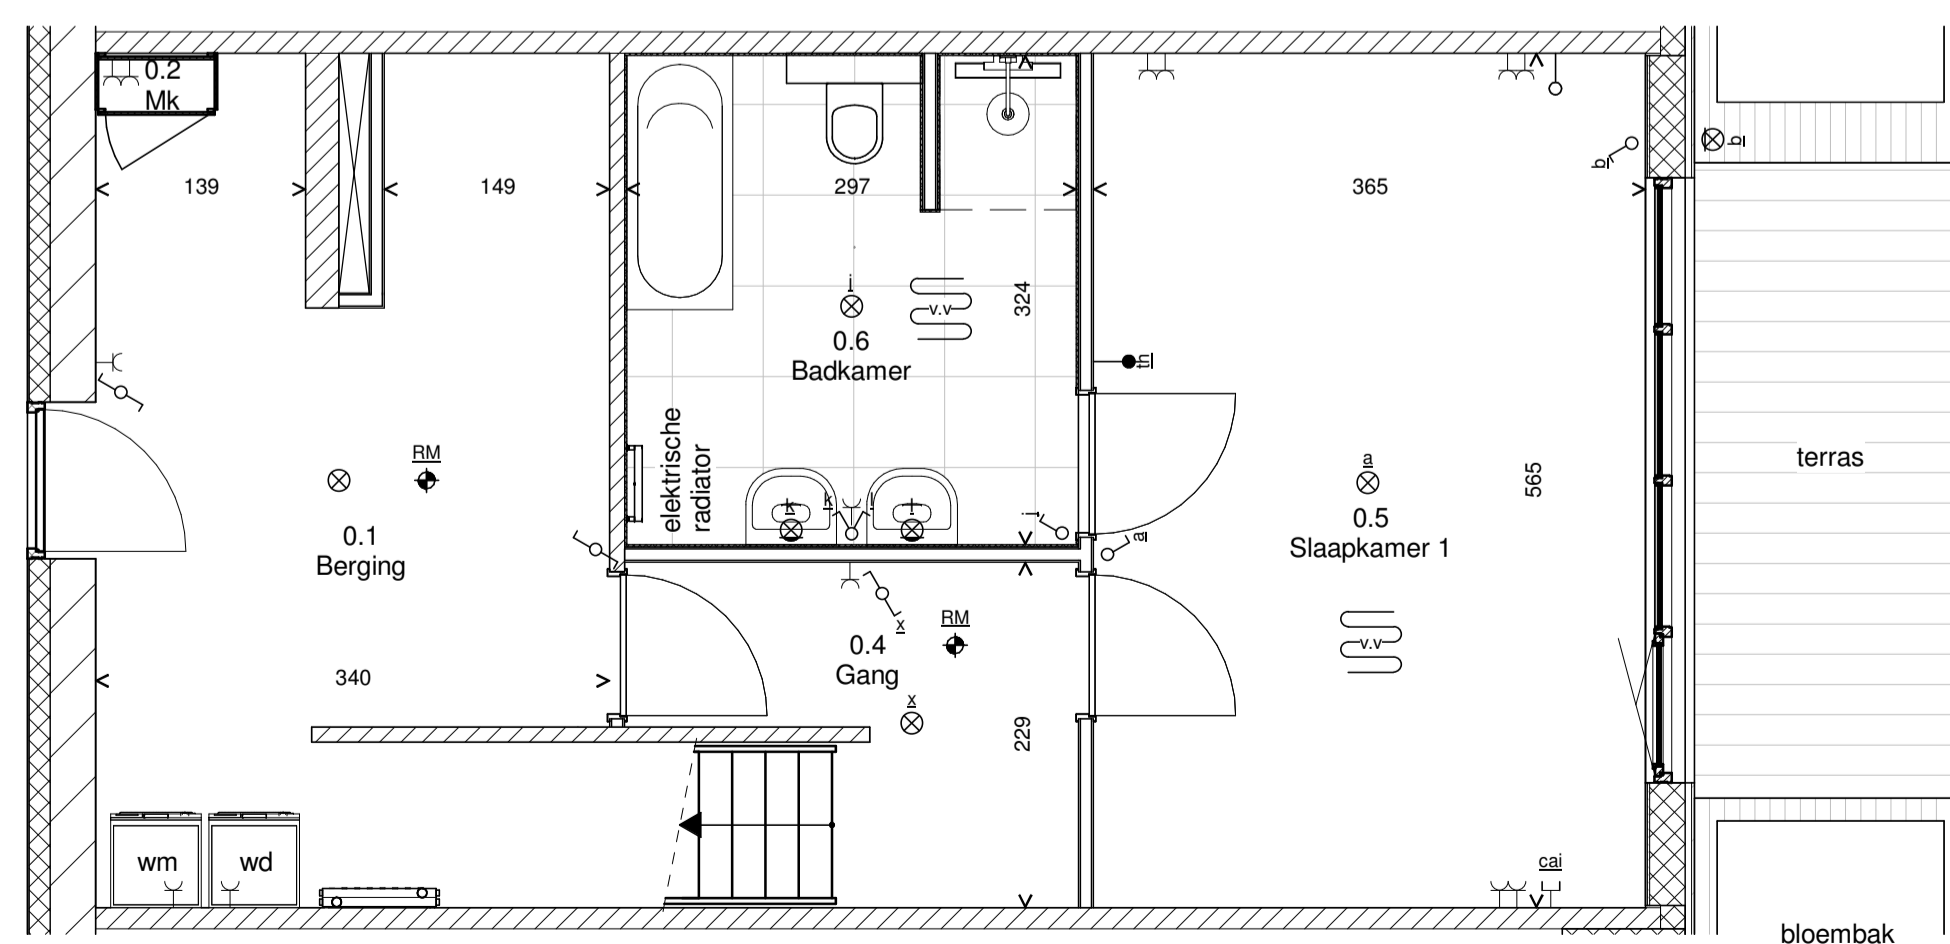 0.2
Mk
139
149
297
365
b
b
i
324
v.v
0.6
Badkamer
th
elektrische
radiator
RM
a
565
terras
0.1
Berging
k
k
l
l
j
a
0.5
Slaapkamer 1
x
RM
0.4
Gang
v.v
340
x
229
wm
wd
cai
bloembak